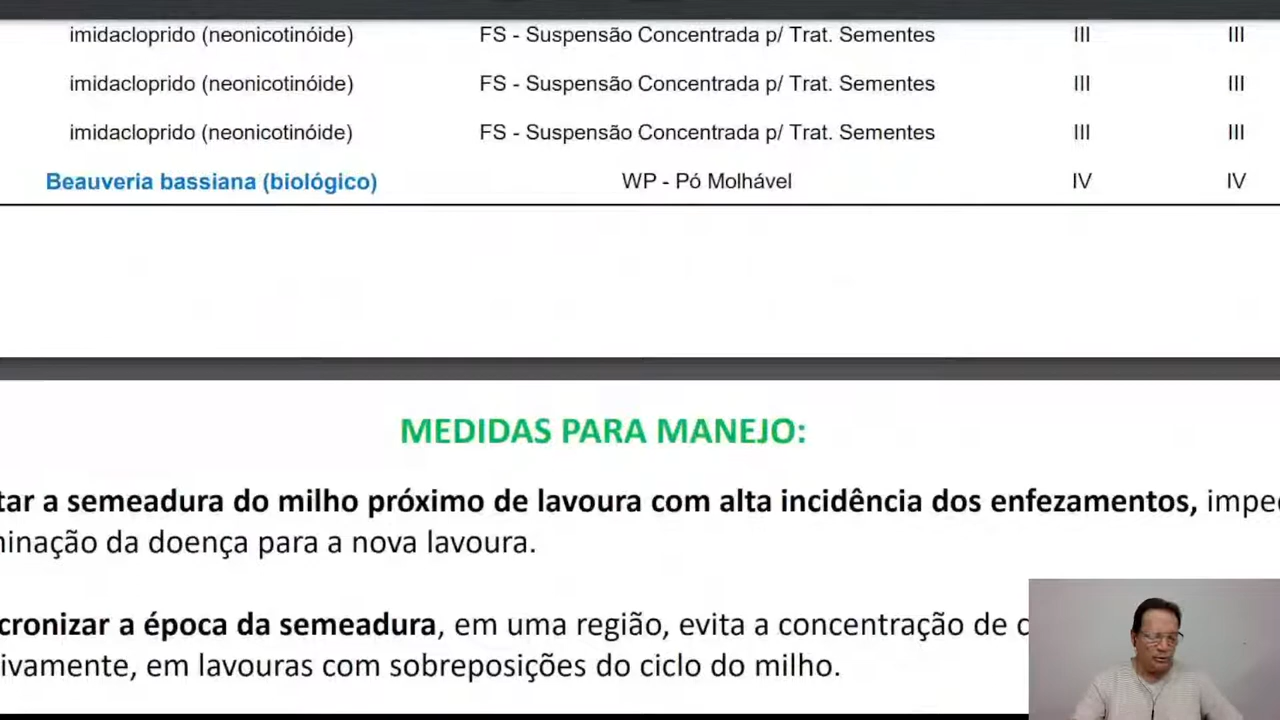 imidacloprido (neonicotinóide) FS - Suspensão Concentrada p/ Trat. Sementes III III
imidacloprido (neonicotinóide) FS - Suspensão Concentrada p/ Trat. Sementes III III
imidacloprido (neonicotinóide) FS - Suspensão Concentrada p/ Trat. Sementes III III
Beauveria bassiana (biológico) WP - Pó Molhável IV IV
MEDIDAS PARA MANEJO:
tar a semeadura do milho próximo de lavoura com alta incidência dos enfezamentos, impe
ninação da doença para a nova lavoura.
cronizar a época da semeadura, em uma região, evita a concentração de
ivamente, em lavouras com sobreposições do ciclo do milho.